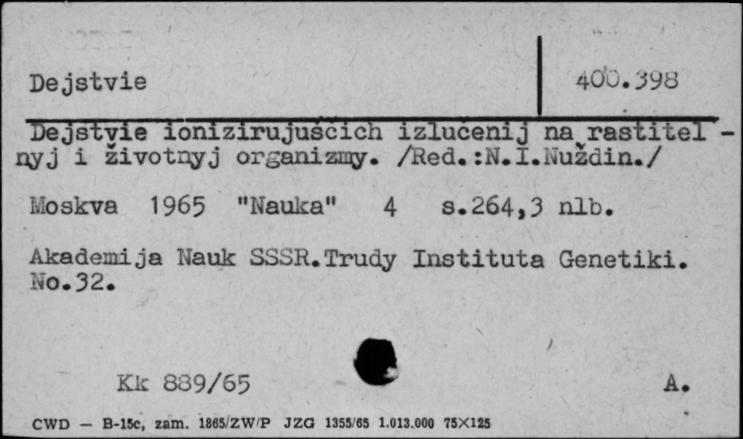 Dejstvie 400.398
Dejstvie ionizirujuščich izlučenij na rastitel'-
nyj i životnyj organizmy. /Red.:N.I.Nuždin./
Moskva 1965 "Nauka" 4 s.264,3 nlb.
Akademija Nauk SSSR.Trudy Instituta Genetiki.
No.32.
Kk 889/65 A.
CWD — B-15c, zam. 1865/ZW/P JZG 1355/65 1.013.000 75X125